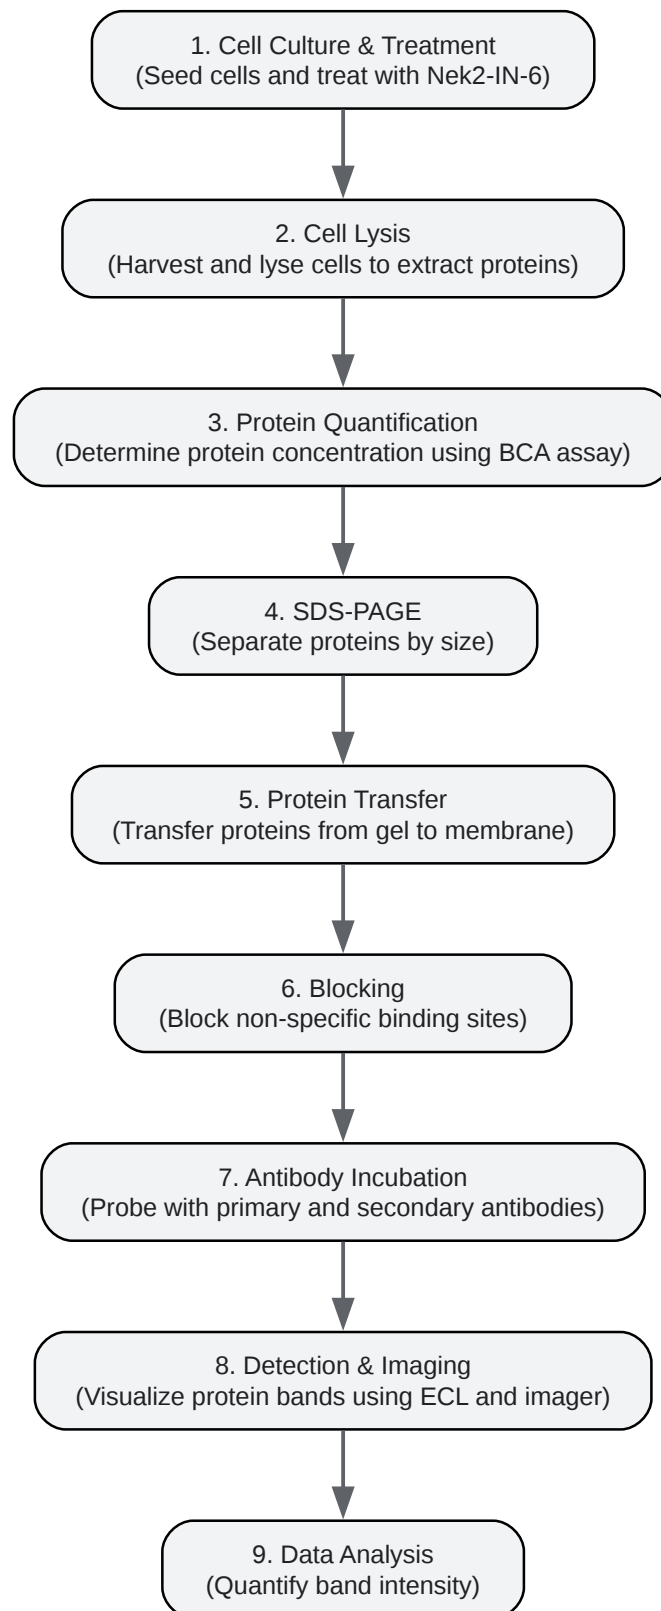 1. Cell Culture & Treatment
(Seed cells and treat with Nek2-IN-6)
2. Cell Lysis
(Harvest and lyse cells to extract proteins)
3. Protein Quantification
(Determine protein concentration using BCA assay)
4. SDS-PAGE
(Separate proteins by size)
5. Protein Transfer
(Transfer proteins from gel to membrane)
6. Blocking
(Block non-specific binding sites)
7. Antibody Incubation
(Probe with primary and secondary antibodies)
8. Detection & Imaging
(Visualize protein bands using ECL and imager)
9. Data Analysis
(Quantify band intensity)